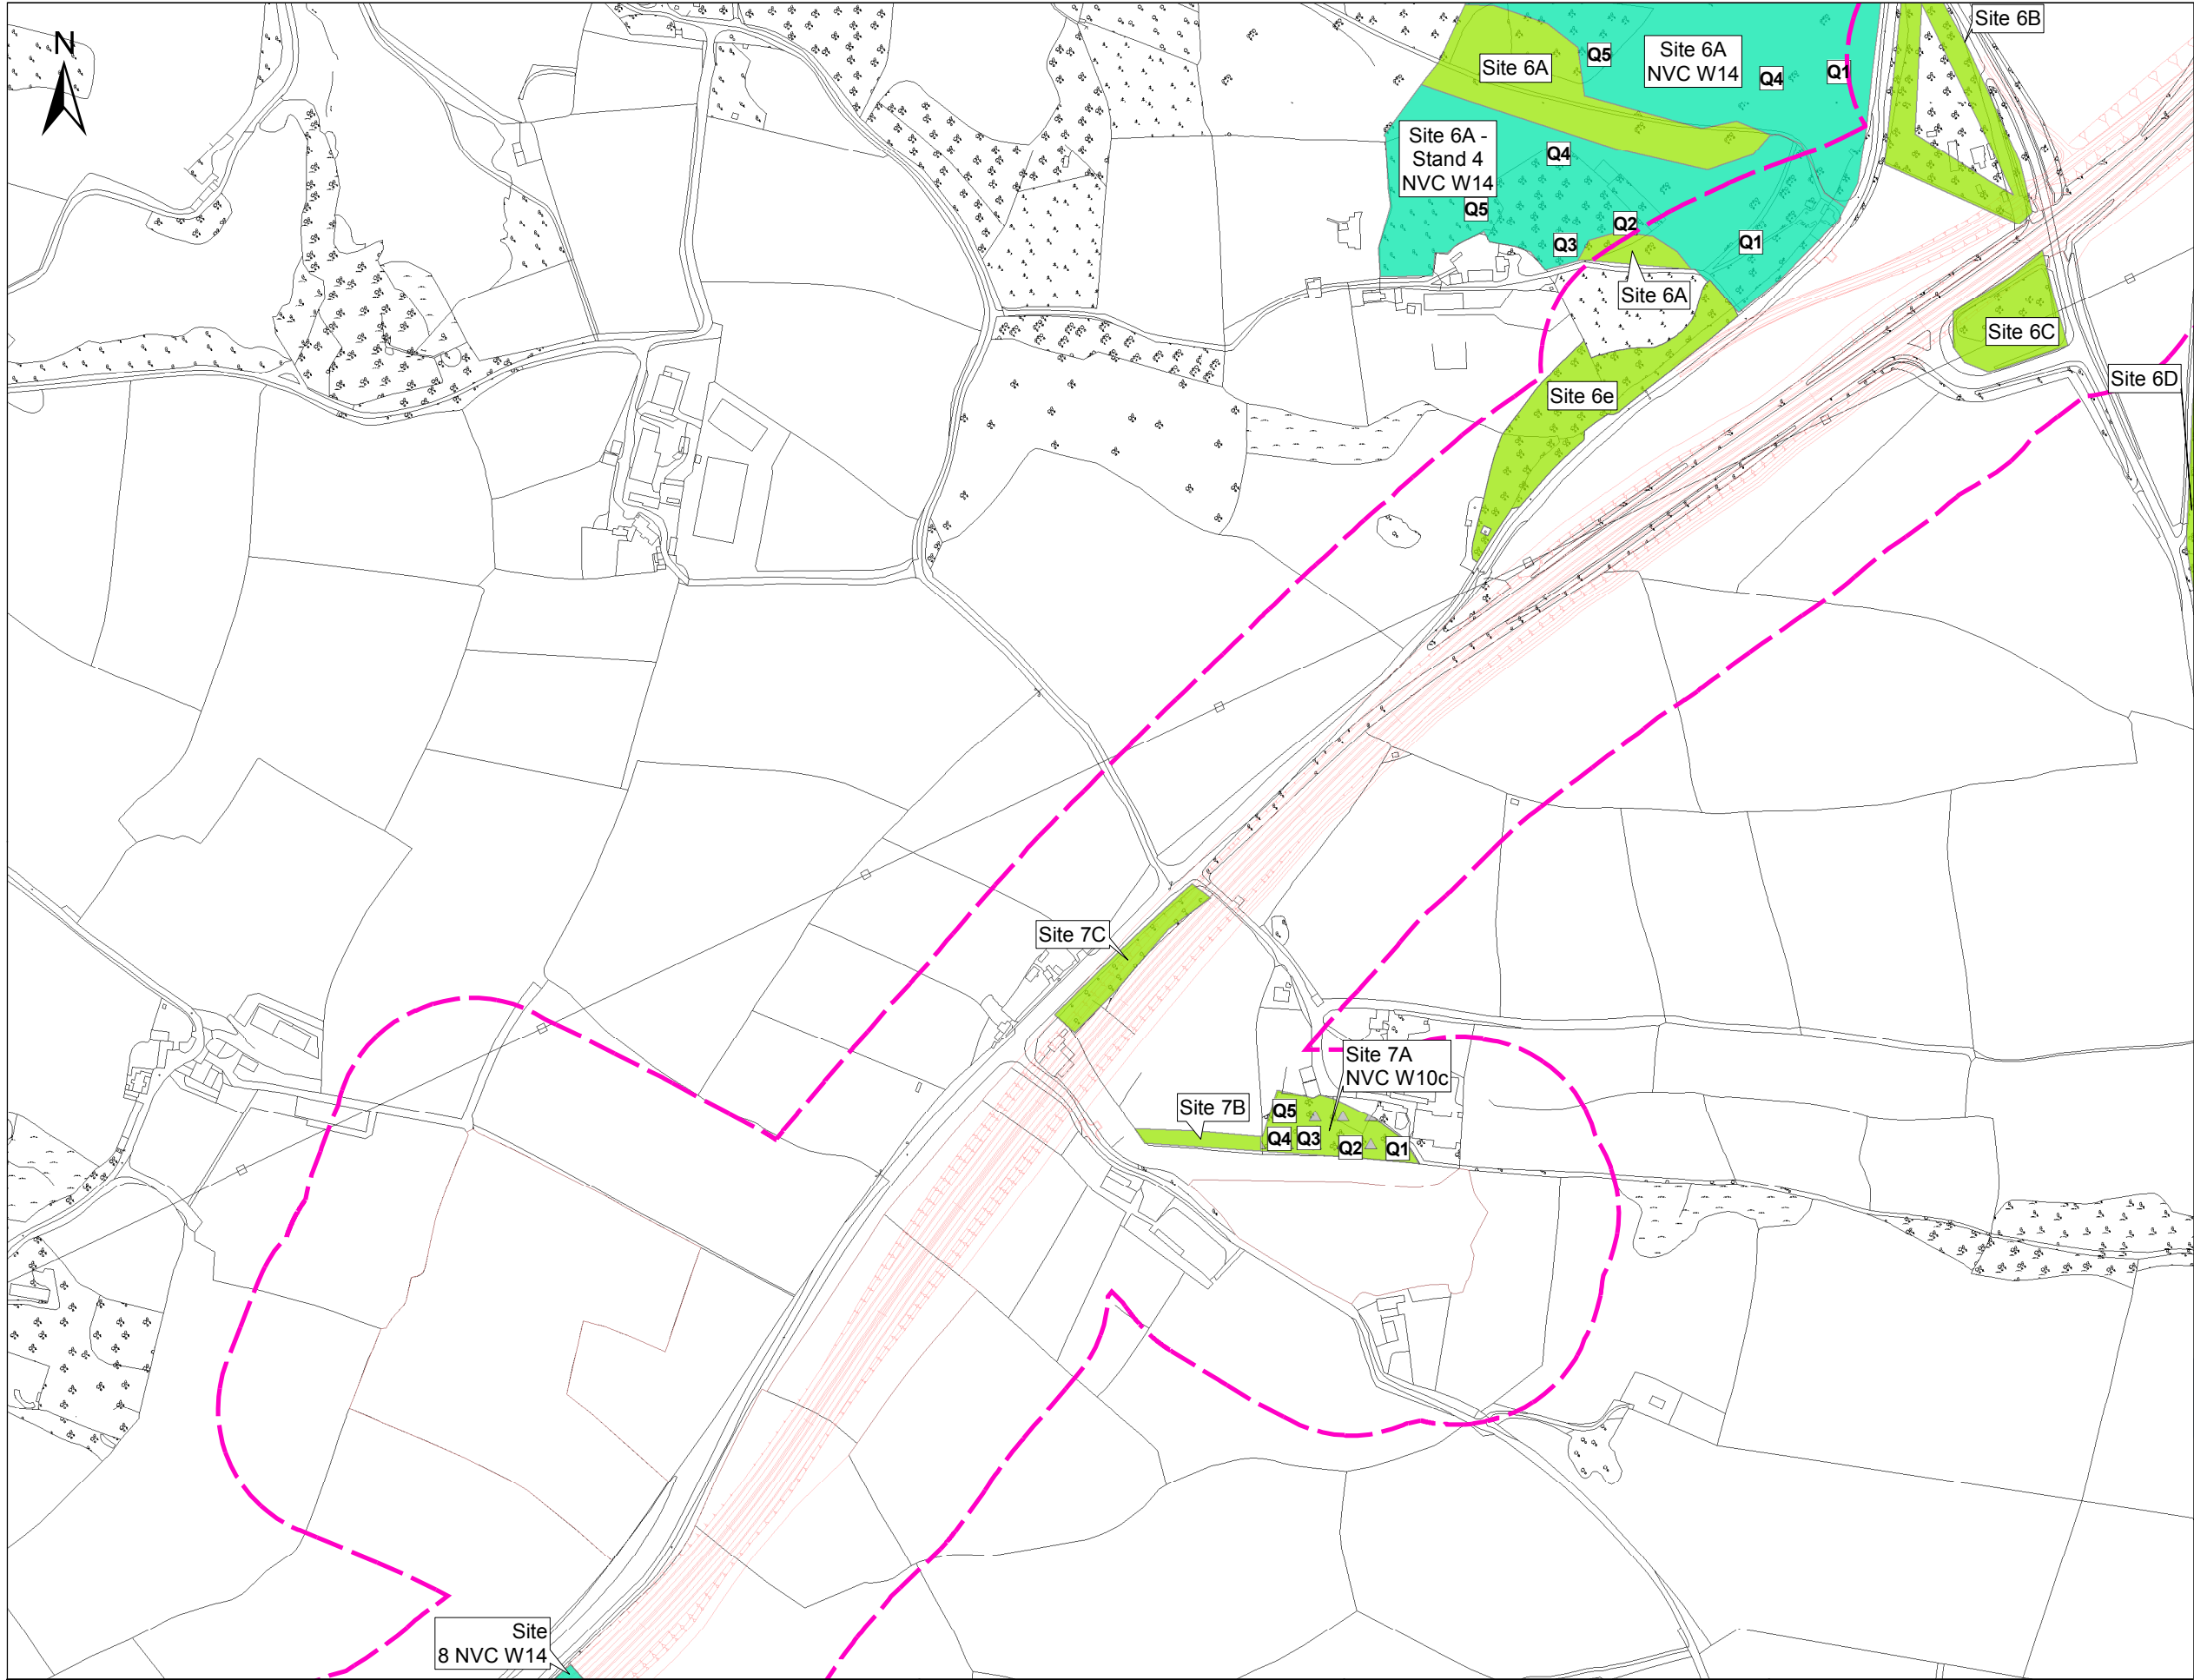 N
Site 6B
Site 6A
Q5
Site 6A
NVC W14
Q4
Q1
Site 6A -
Stand 4
NVC W14
Q4
Q5
Q2
Q3
Q1
Site 6A
Site 6C
Site 6D
Site 6e
Site 7C
Site 7A
NVC W10c
Site 7B
Q5
Q4
Q3
Q2
Q1
Site
8 NVC W14